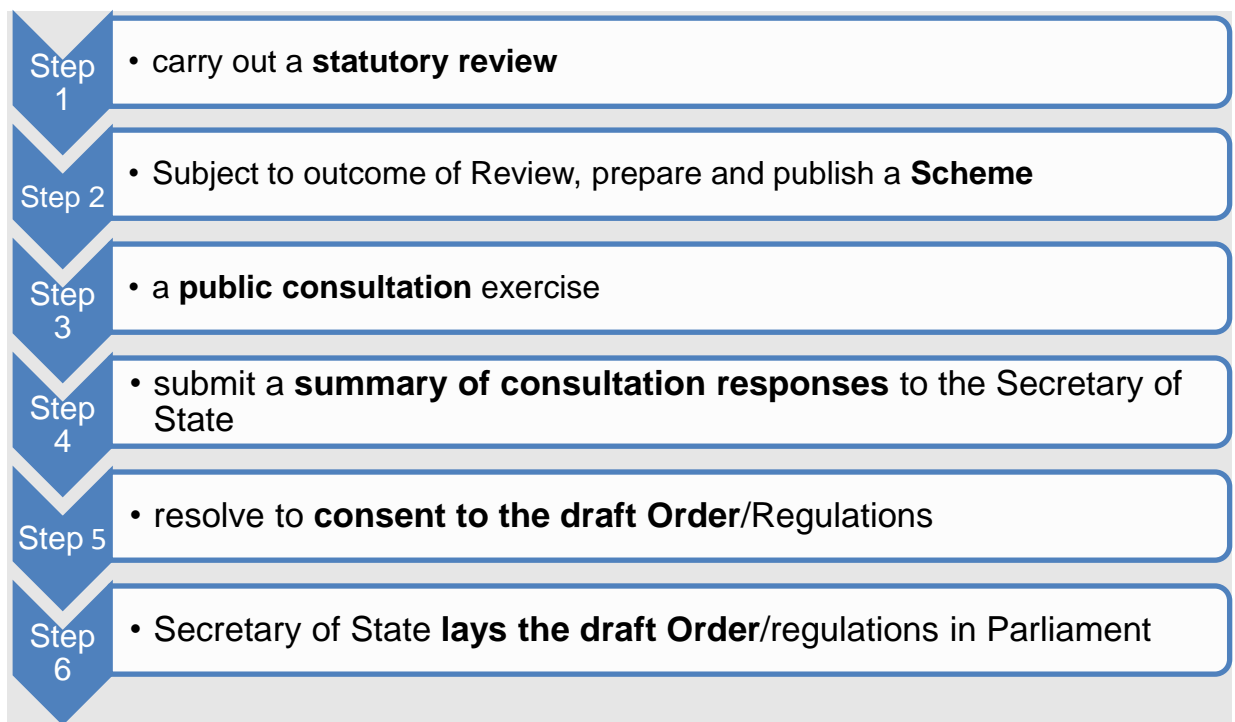 Step
1
• carry out a statutory review
Step 2
• Subject to outcome of Review, prepare and publish a Scheme
Step
3
• a public consultation exercise
Step
4
• submit a summary of consultation responses to the Secretary of
State
Step 5
• resolve to consent to the draft Order/Regulations
Step
6
• Secretary of State lays the draft Order/regulations in Parliament